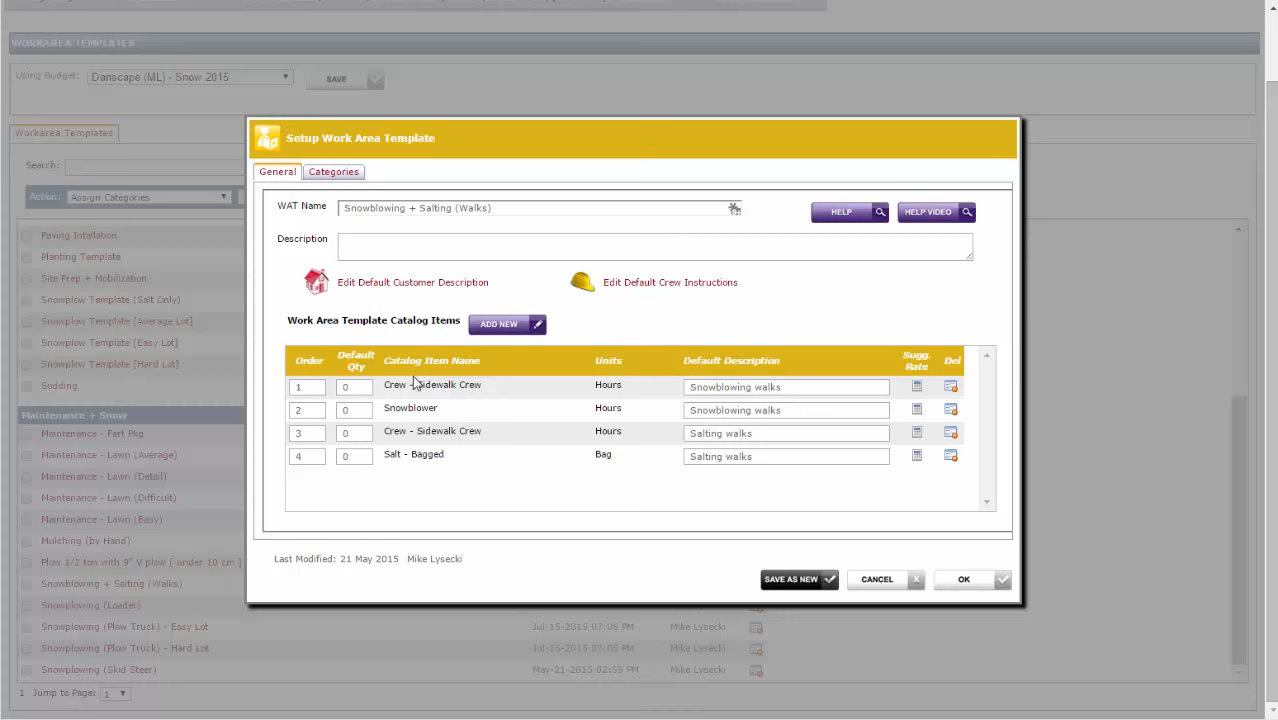 WORKAREA TEMPLATES
Using Budget: Danscape (ML) - Snow 2015 SAVE
Workarea Templates
Search:
Action: Assign Categories
Paving Intallation
Planting Template
Site Prep + Mobilization
Snowplow Template (Salt Only)
Snowplow Template [Average Lot]
Snowplow Template [Easy Lot]
Snowplow Template [Hard Lot]
Sodding
Maintenance + Snow
Maintenance - Fert Pkg
Maintenance - Lawn (Average)
Maintenance - Lawn (Detail)
Maintenance - Lawn (Difficult)
Maintenance - Lawn (Easy)
Mulching (by Hand)
Plow 1/2 ton with 9" V plow [ under 10 cm ]
Snowblowing + Salting (Walks)
Snowplowing (Loader)
Snowplowing (Plow Truck) - Easy Lot Jul-15-2015 07:06 PM Mike Lysecki
Snowplowing (Plow Truck) - Hard Lot Mike Lysecki
Snowplowing (Skid Steer) May-21-2015 02:59 PM Mike Lysecki
1 Jump to Page: 1
Setup Work Area Template
General Categories
WAT Name Snowblowing + Salting (Walks) HELP HELP VIDEO
Description
Edit Default Customer Description Edit Default Crew Instructions
Work Area Template Catalog Items ADD NEW
Order Default Qty Catalog Item Name Units Default Description Sugg. Rate Del
1 0 Crew - Sidewalk Crew Hours Snowblowing walks
2 0 Snowblower Hours Snowblowing walks
3 0 Crew - Sidewalk Crew Hours Salting walks
4 0 Salt - Bagged Bag Salting walks
Last Modified: 21 May 2015 Mike Lysecki
SAVE AS NEW CANCEL X OK